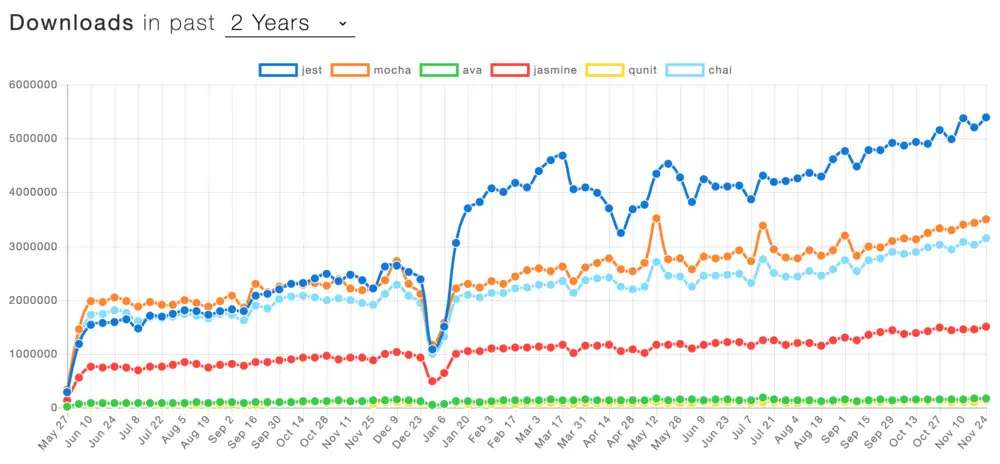 Downloads in past 2 Years
jest mocha ava jasmine qunit chai
6000000
5000000
4000000
3000000
2000000
1000000
0
May 27 Jun 10 Jun 24 Jul 8 Jul 22 Aug 5 Aug 19 Sep 2 Sep 16 Sep 30 Oct 14 Oct 28 Nov 11 Nov 25 Dec 9 Dec 23 Jan 6 Jan 20 Feb 3 Feb 17 Mar 3 Mar 17 Mar 31 Apr 14 Apr 28 May 12 May 26 Jun 9 Jun 23 Jul 7 Jul 21 Aug 4 Aug 18 Sep 1 Sep 15 Sep 29 Oct 13 Oct 27 Nov 10 Nov 24